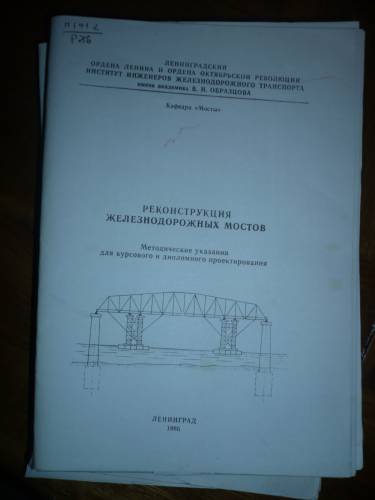 Р26
ЛЕНИНГРАДСКИЙ
ОРДЕНА ЛЕНИНА И ОРДЕНА ОКТЯБРЬСКОЙ РЕВОЛЮЦИИ
ИНСТИТУТ ИНЖЕНЕРОВ ЖЕЛЕЗНОДОРОЖНОГО ТРАНСПОРТА
имени академика В. Н. ОБРАЗЦОВА
Кафедра «Мосты»
РЕКОНСТРУКЦИЯ
ЖЕЛЕЗНОДОРОЖНЫХ МОСТОВ
Методические указания
для курсового и дипломного проектирования
ЛЕНИНГРАД